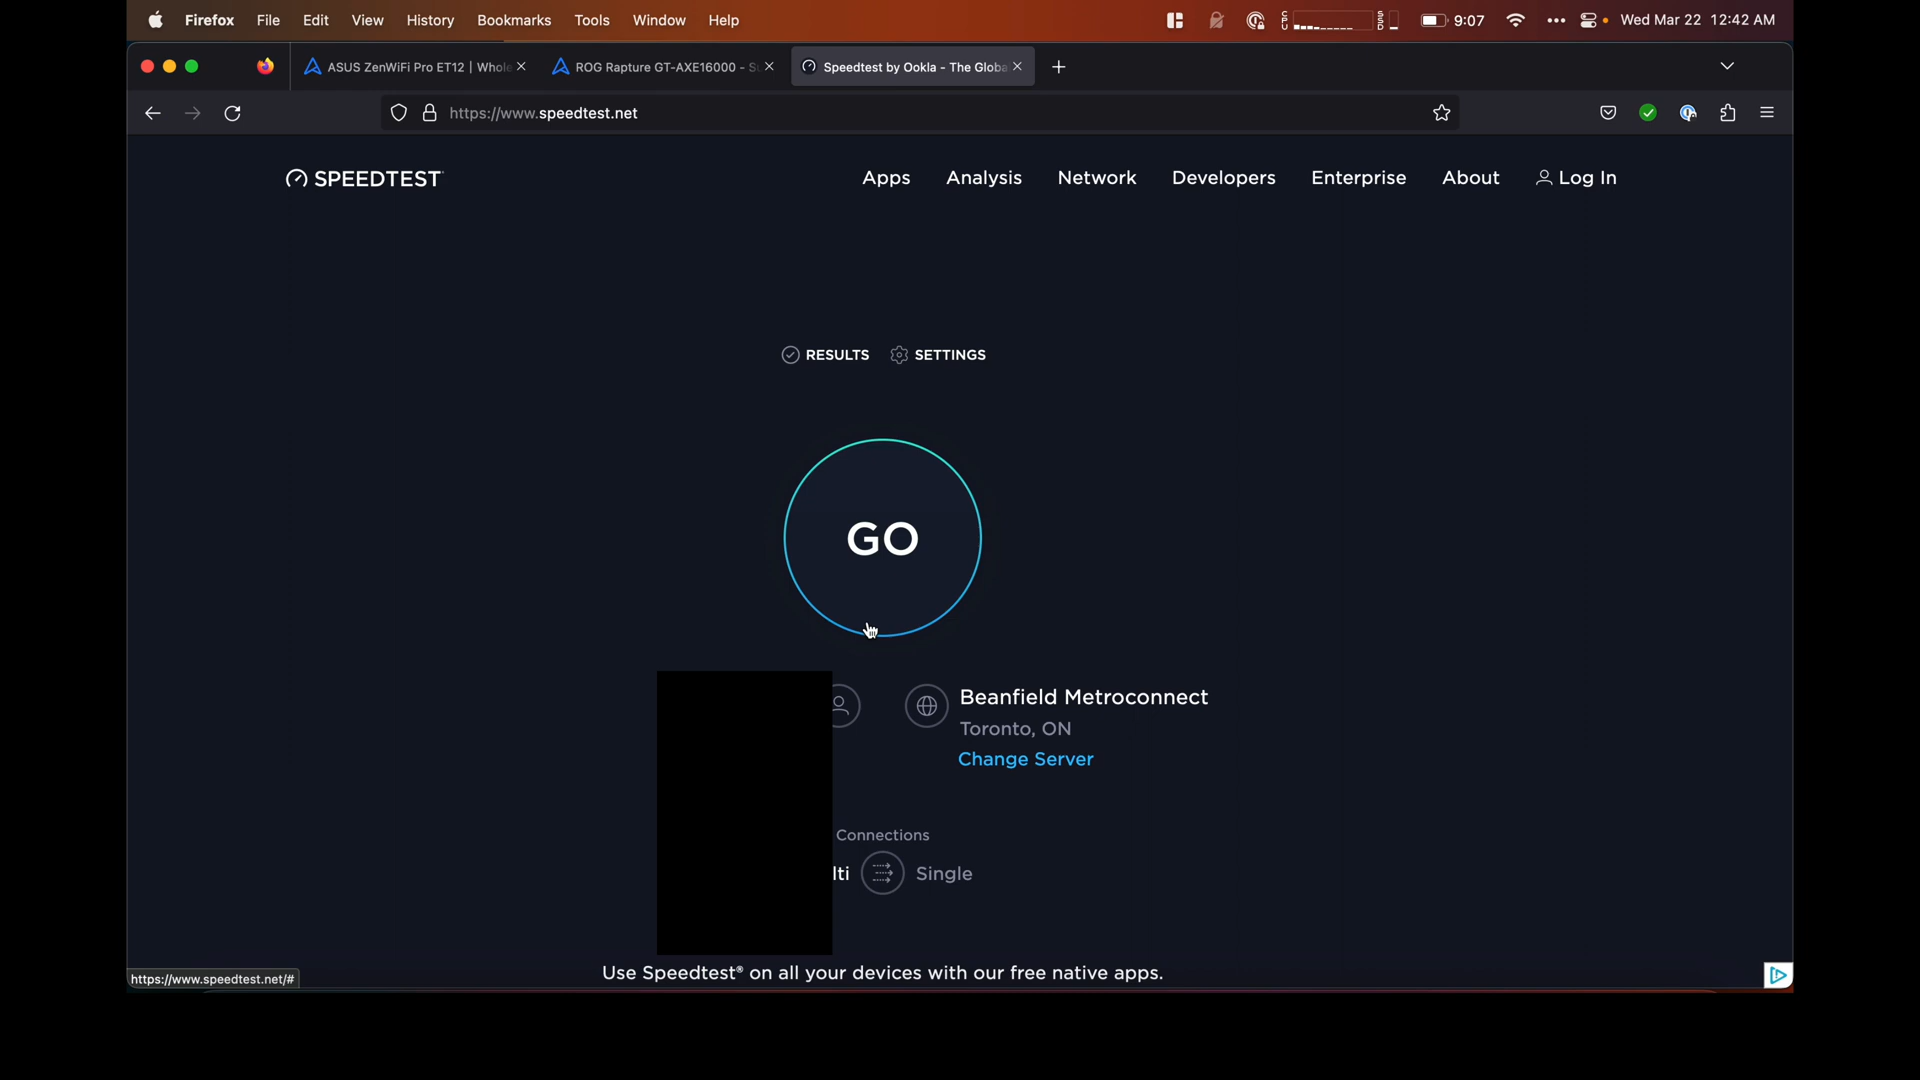 Firefox File Edit View History Bookmarks Tools Window Help 9:07 Wed Mar 22 12:42 AM
ASUS ZenWiFi Pro ET12 | Whole ROG Rapture GT-AXE16000 - S Speedtest by Ookla - The Globa
https://www.speedtest.net
SPEEDTEST Apps Analysis Network Developers Enterprise About Log In
RESULTS SETTINGS
GO
Beanfield Metroconnect
Toronto, ON
Change Server
Connections
lti Single
Use Speedtest® on all your devices with our free native apps.
https://www.speedtest.net/#